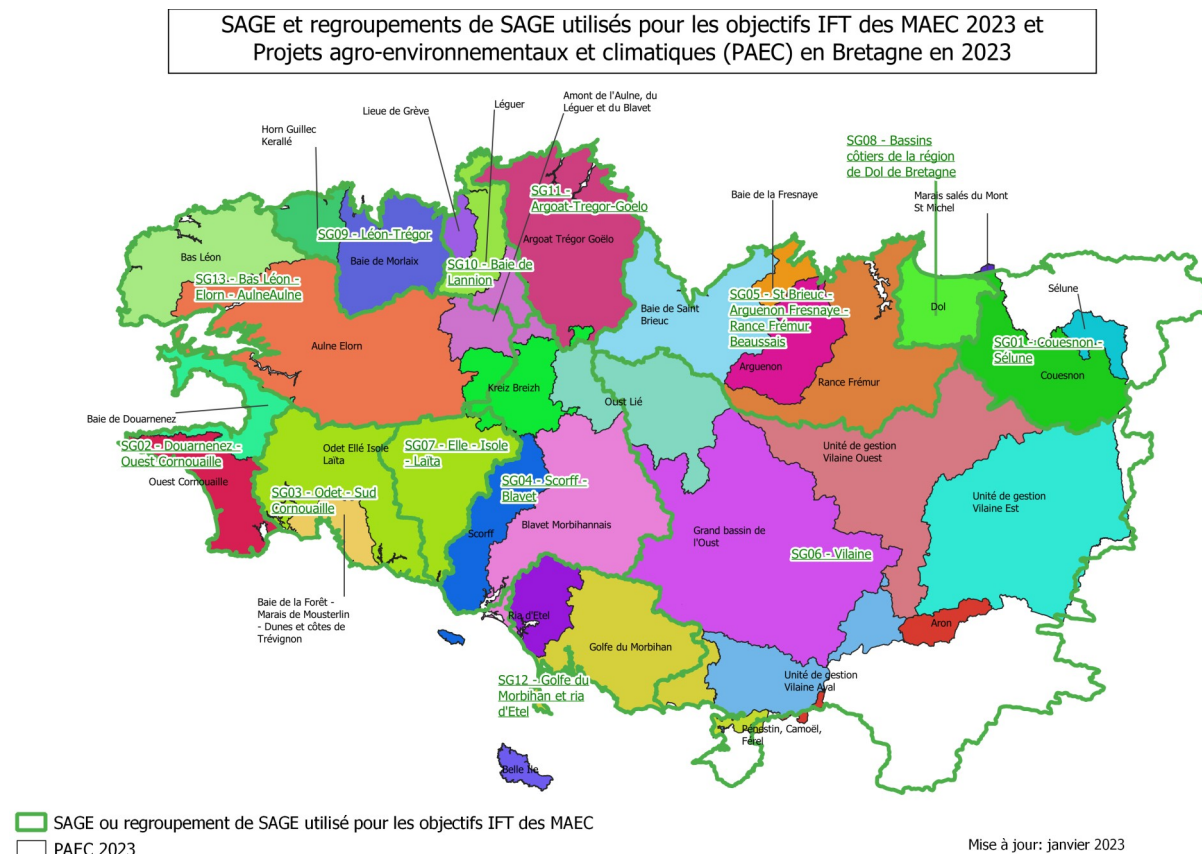 SAGE et regroupements de SAGE utilisés pour les objectifs IFT des MAEC 2023 et
Projets agro-environnementaux et climatiques (PAEC) en Bretagne en 2023
Lieue de Grève
Léguer
Amont de l'Aulne, du
Léguer et du Blavet
Horn Guillec
Kerallé
SG08 - Bassins
côtiers de la région
de Dol de Bretagne
Baie de la Fresnaye
Marais salés du Mont
St Michel
SG11 -
Argoat-Tregor-Goelo
Argoat Trégor Goëlo
SG09 - Léon-Trégor
Baie de Morlaix
Bas Léon
SG10 - Baie de
Lannion
SG13 - Bas Léon -
Elorn - AulneAulne
Baie de Saint
Brieuc
SG05 - St Brieuc -
Arguenon Fresnaye -
Rance Frémur
Beaussais
Dol
Sélune
SG01 - Couesnon -
Sélune
Couesnon
Aulne Elorn
Arguenon
Rance Frémur
Kreiz Breizh
Oust Lié
Baie de Douarnenez
SG02 - Douarnenez -
Ouest Cornouaille
Ouest Cornouaille
Odet Ellé Isole
Laïta
SG07 - Elle - Isole
- Laïta
Unité de gestion
Vilaine Ouest
SG03 - Odet - Sud
Cornouaille
SG04 - Scorff -
Blavet
Unité de gestion
Vilaine Est
Scorff
Blavet Morbihannais
Grand bassin de
l'Oust
SG06 - Vilaine
Baie de la Forêt -
Marais de Mousterlin
- Dunes et côtes de
Trévignon
Ria d'Etel
Aron
Golfe du Morbihan
SG12 - Golfe du
Morbihan et ria
d'Etel
Unité de gestion
Vilaine Aval
Pénestin, Camoël,
Férel
Belle Ile
SAGE ou regroupement de SAGE utilisé pour les objectifs IFT des MAEC
PAEC 2023
Mise à jour: janvier 2023